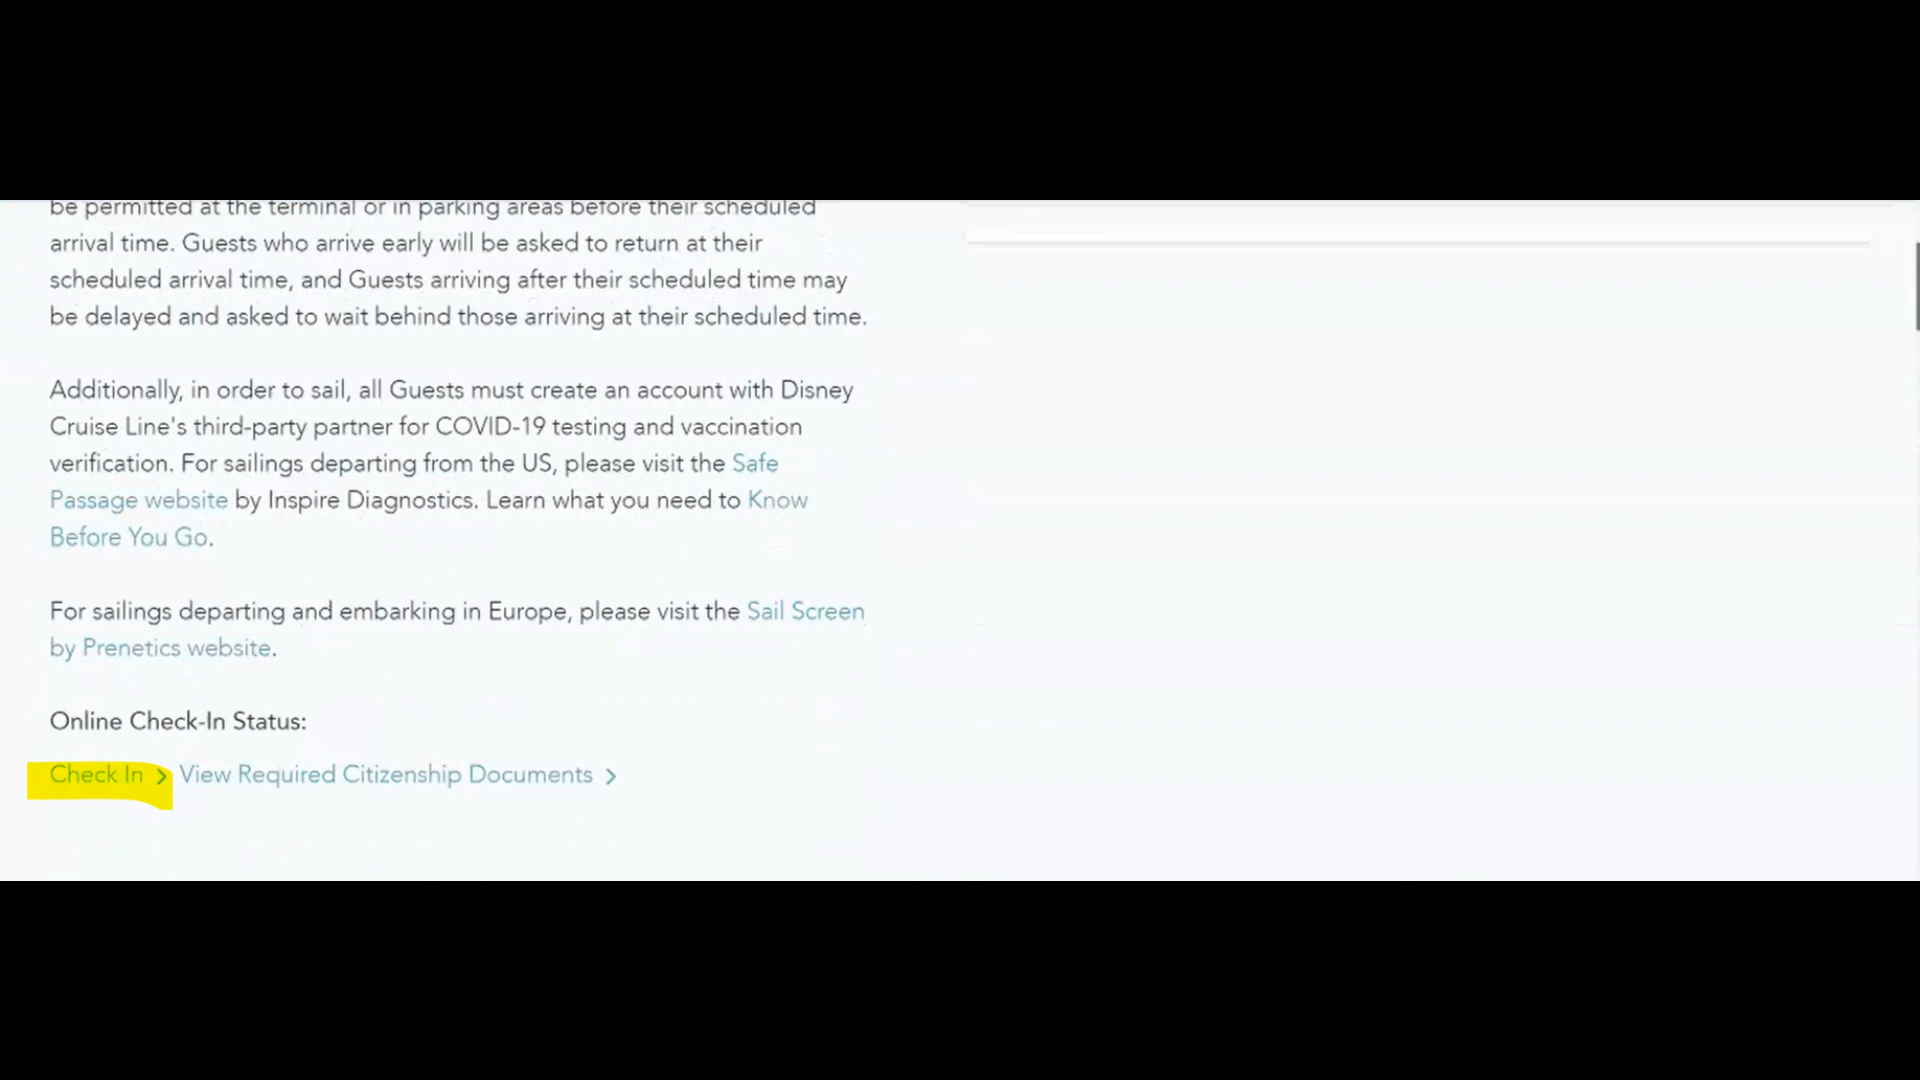 be permitted at the terminal or in parking areas before their scheduled
arrival time. Guests who arrive early will be asked to return at their
scheduled arrival time, and Guests arriving after their scheduled time may
be delayed and asked to wait behind those arriving at their scheduled time.
Additionally, in order to sail, all Guests must create an account with Disney
Cruise Line's third-party partner for COVID-19 testing and vaccination
verification. For sailings departing from the US, please visit the Safe
Passage website by Inspire Diagnostics. Learn what you need to Know
Before You Go.
For sailings departing and embarking in Europe, please visit the Sail Screen
by Prenetics website.
Online Check-In Status:
Check In > View Required Citizenship Documents >